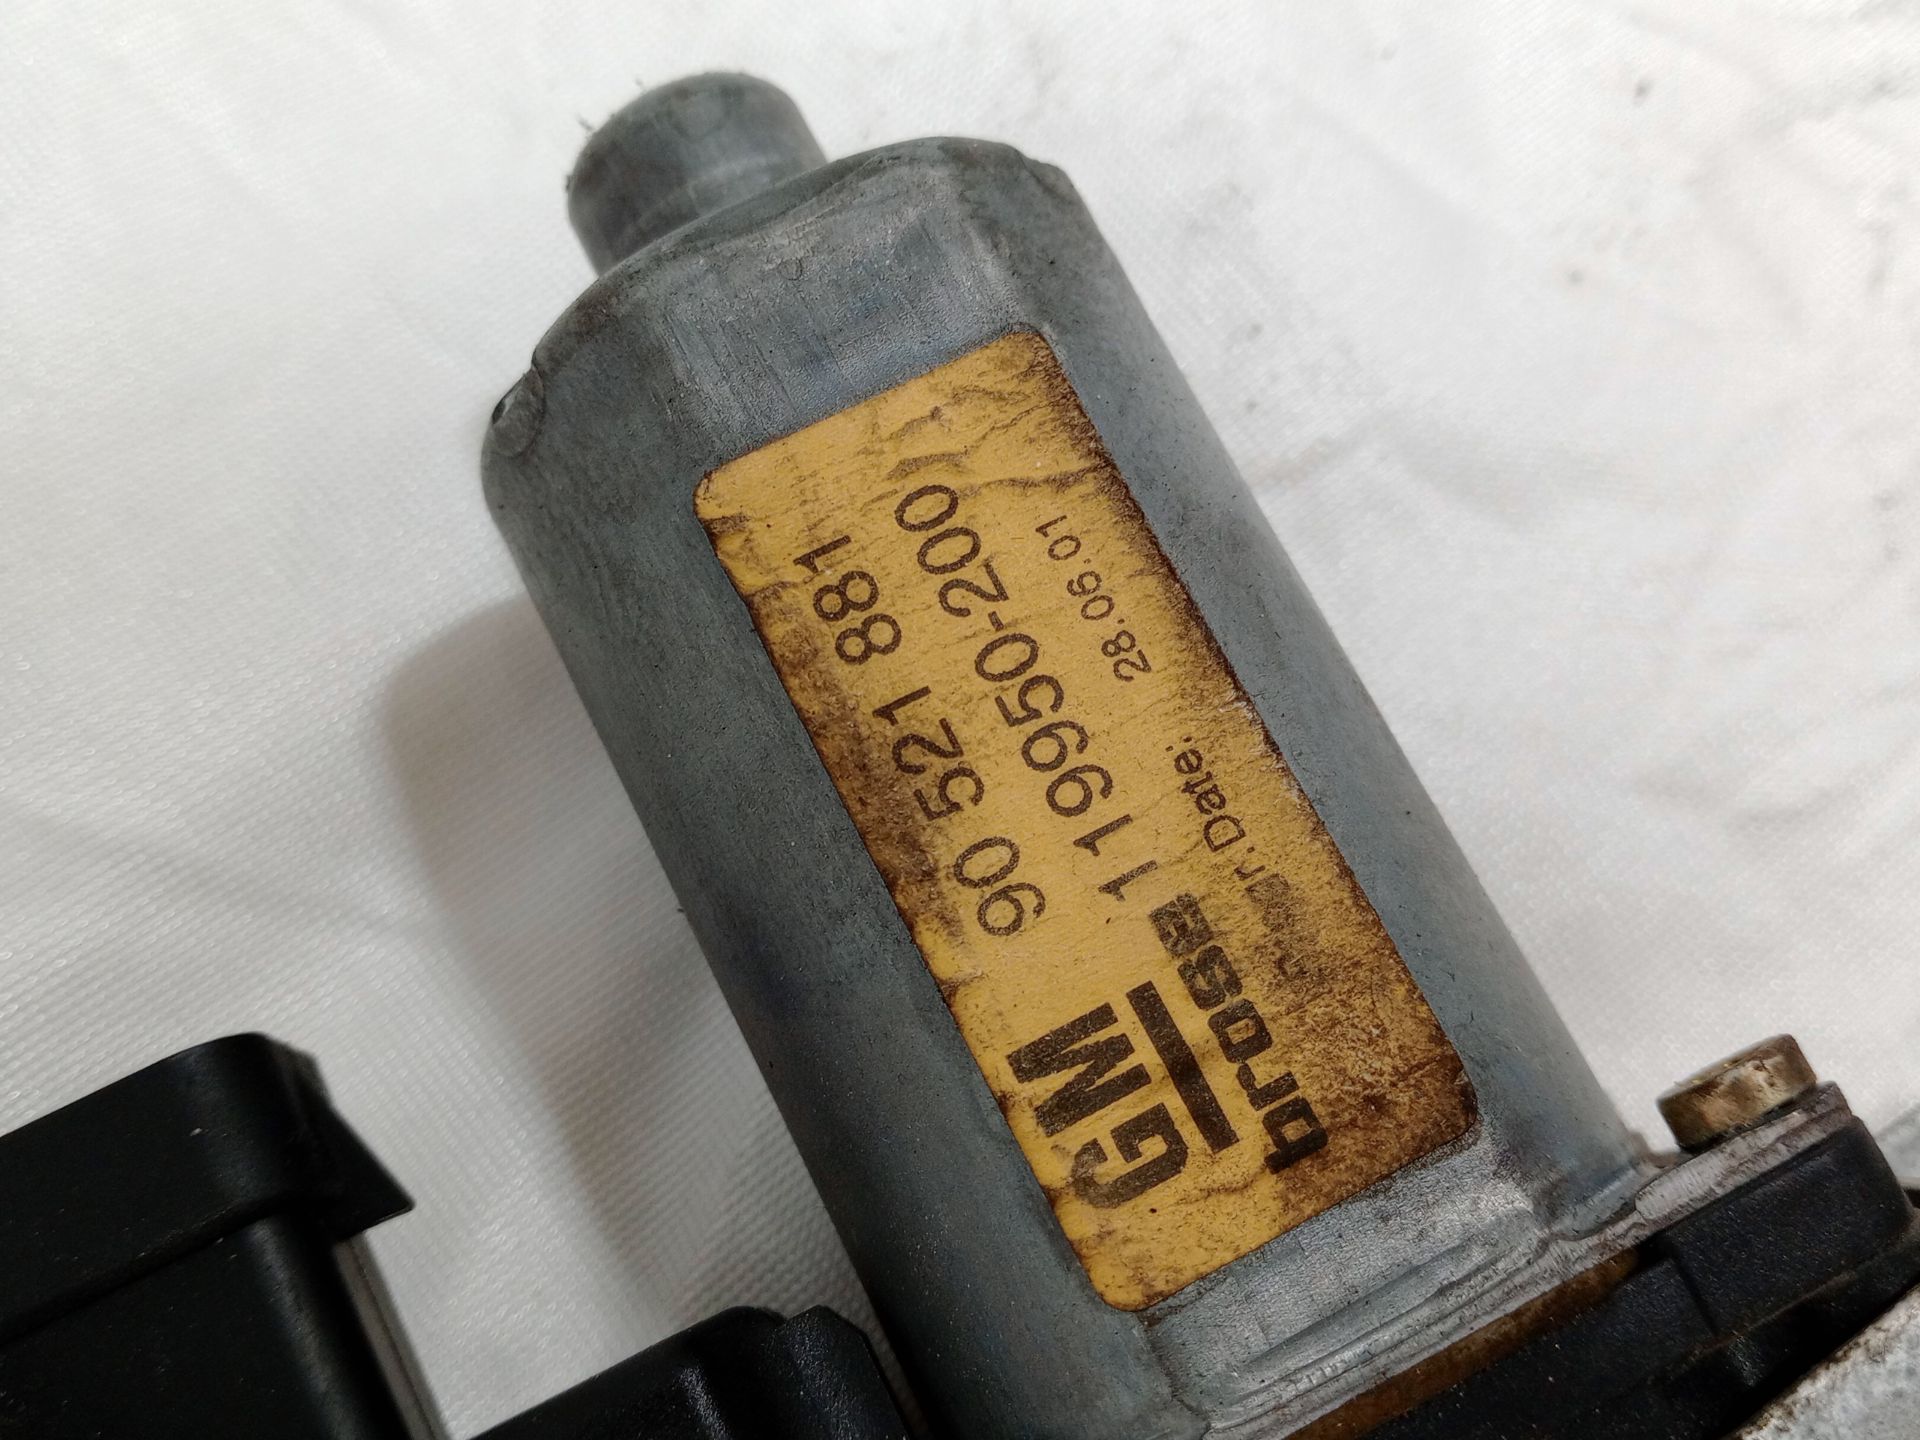 GM 90 521 881
brose 119950-200
Date: 28.06.01